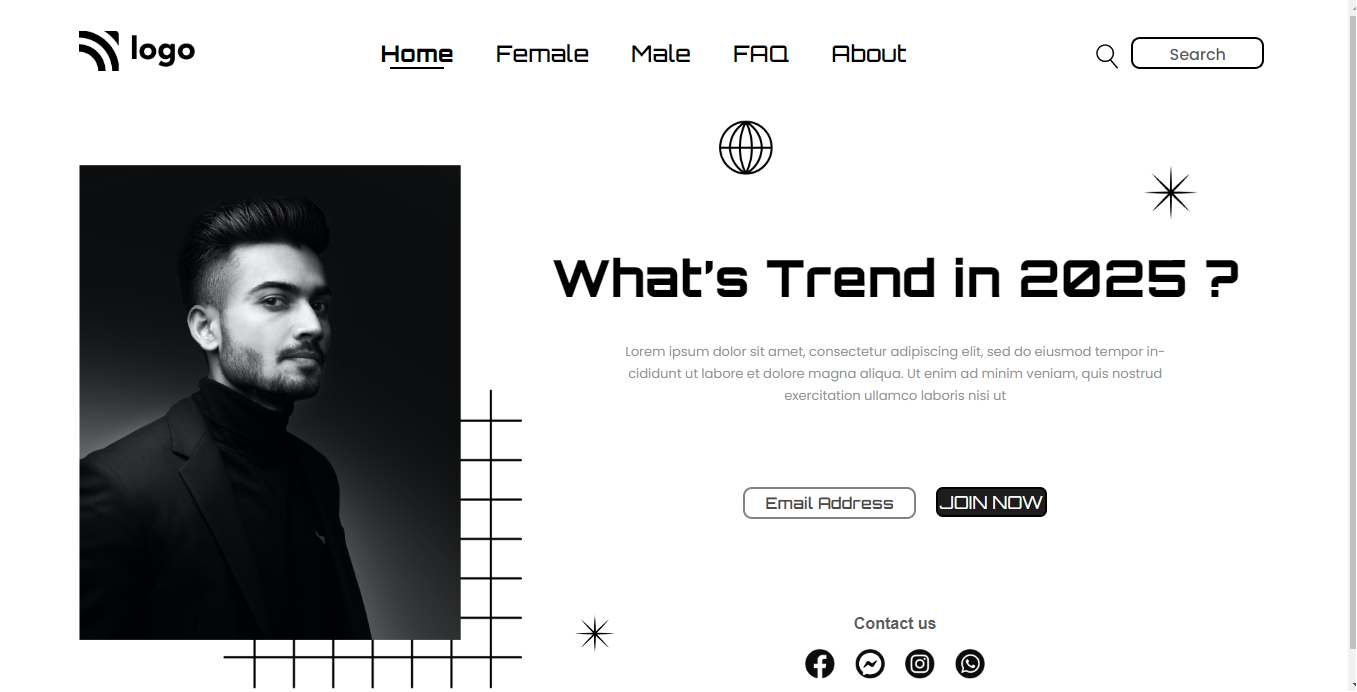 logo
Home Female Male FAQ About
Search
What's Trend in 2025 ?
Lorem ipsum dolor sit amet, consectetur adipiscing elit, sed do eiusmod tempor in-
cididunt ut labore et dolore magna aliqua. Ut enim ad minim veniam, quis nostrud
exercitation ullamco laboris nisi ut
Email Address JOIN NOW
Contact us